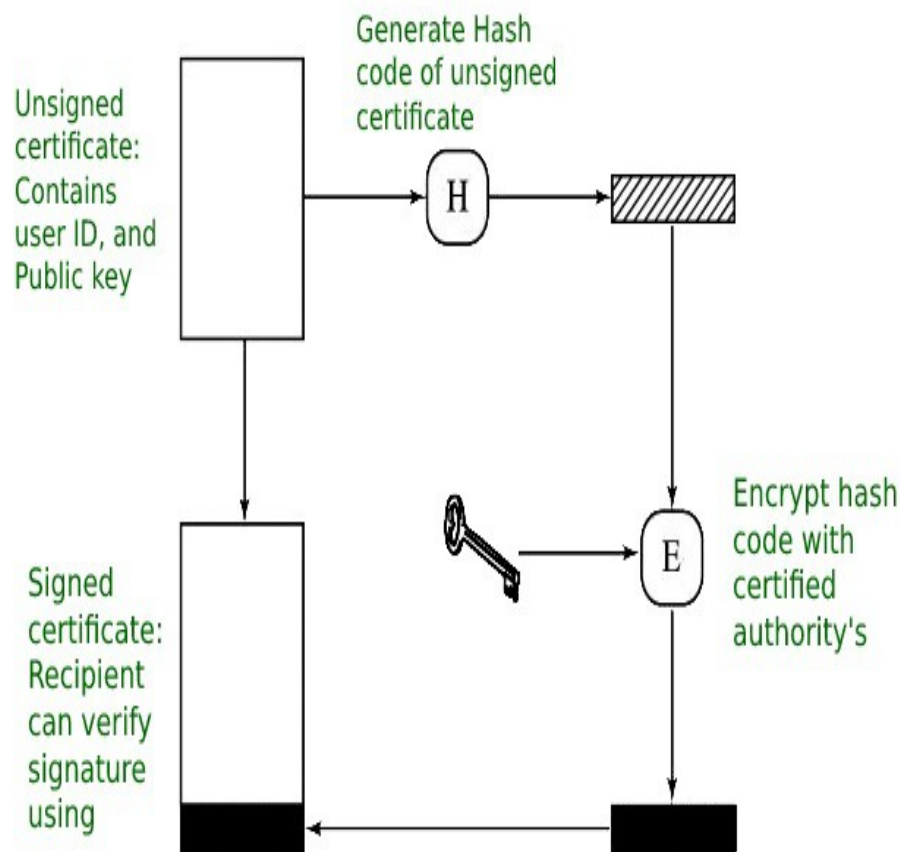 Generate Hash
code of unsigned
certificate
Unsigned
certificate:
Contains
user ID, and
Public key
H
E
Encrypt hash
code with
certified
authority's
Signed
certificate:
Recipient
can verify
signature
using